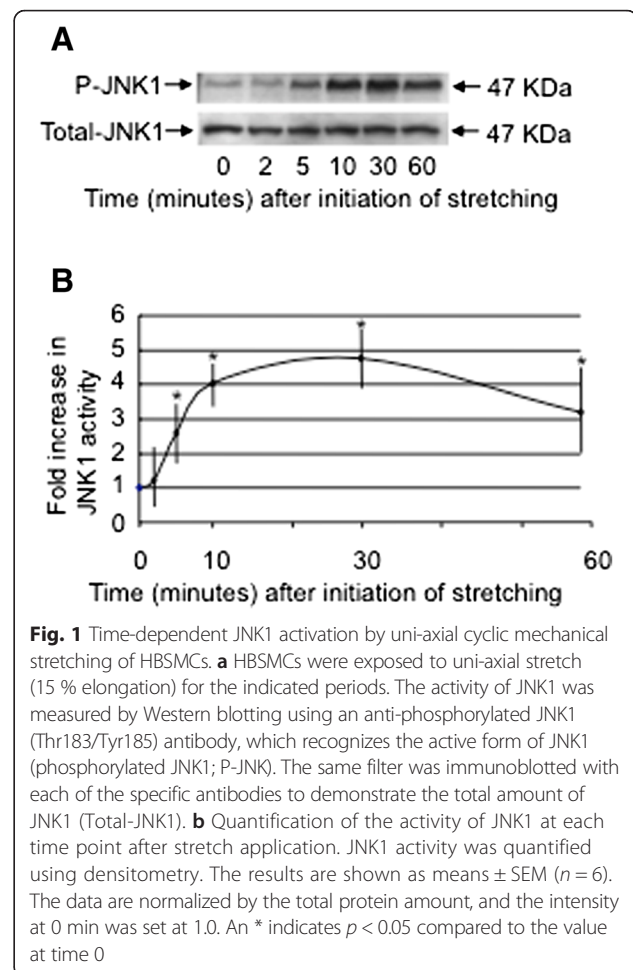 A
P-JNK1→ ← 47 KDa
Total-JNK1→ ← 47 KDa
0 2 5 10 30 60
Time (minutes) after initiation of stretching
B
Fold increase in
JNK1 activity
6
5
4
3
2
1
0
* * * *
0 10 30 60
Time (minutes) after initiation of stretching
Fig. 1 Time-dependent JNK1 activation by uni-axial cyclic mechanical
stretching of HBSMCs. a HBSMCs were exposed to uni-axial stretch
(15 % elongation) for the indicated periods. The activity of JNK1 was
measured by Western blotting using an anti-phosphorylated JNK1
(Thr183/Tyr185) antibody, which recognizes the active form of JNK1
(phosphorylated JNK1; P-JNK). The same filter was immunoblotted with
each of the specific antibodies to demonstrate the total amount of
JNK1 (Total-JNK1). b Quantification of the activity of JNK1 at each
time point after stretch application. JNK1 activity was quantified
using densitometry. The results are shown as means ± SEM (n = 6).
The data are normalized by the total protein amount, and the intensity
at 0 min was set at 1.0. An * indicates p < 0.05 compared to the value
at time 0